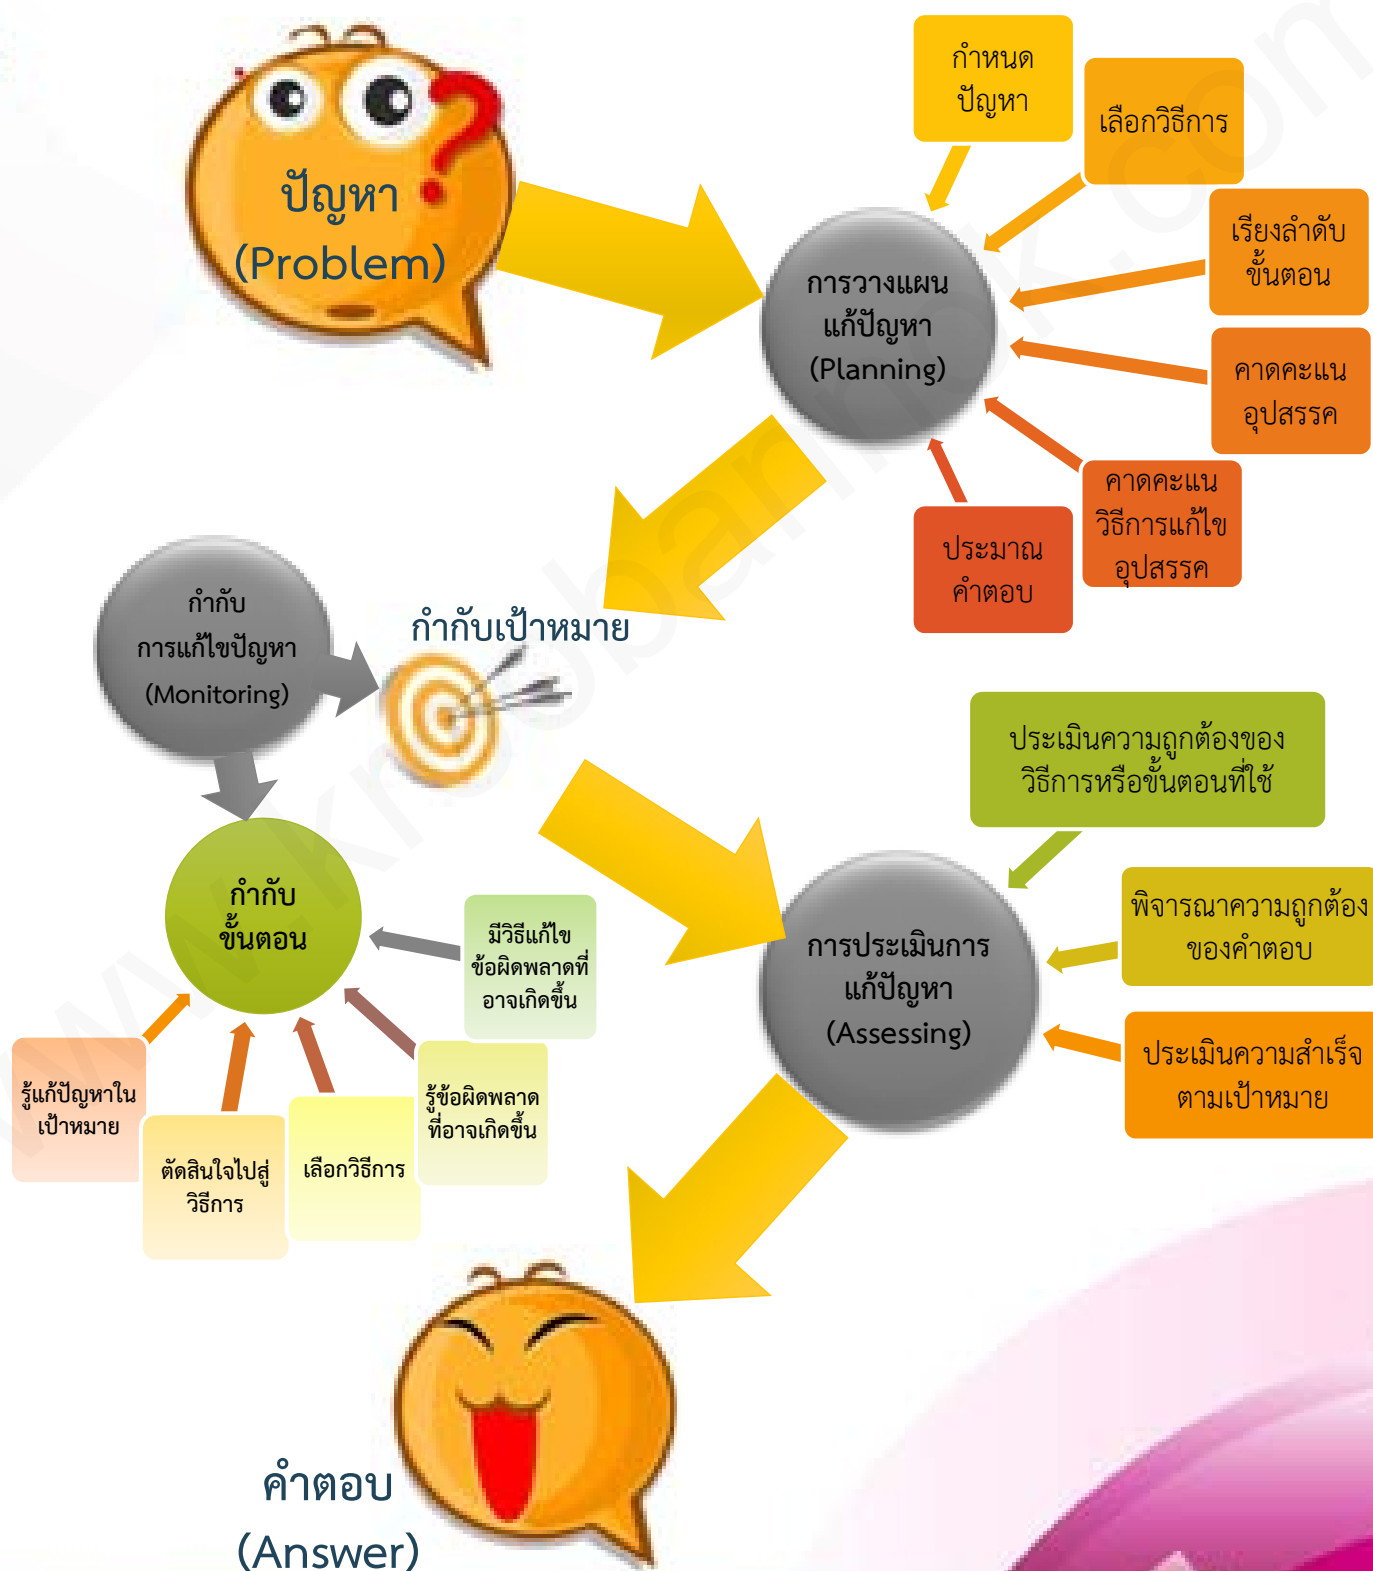 ปัญหา
(Problem)
กำหนด
ปัญหา
เลือกวิธีการ
เรียงลำดับ
ขั้นตอน
คาดคะแน
อุปสรรค
คาดคะแน
วิธีการแก้ไข
อุปสรรค
ประมาณ
คำตอบ
การวางแผน
แก้ปัญหา
(Planning)
กำกับ
การแก้ไขปัญหา
(Monitoring)
กำกับเป้าหมาย
กำกับ
ขั้นตอน
มีวิธีแก้ไข
ข้อผิดพลาดที่
อาจเกิดขึ้น
รู้ข้อผิดพลาด
ที่อาจเกิดขึ้น
เลือกวิธีการ
ตัดสินใจไปสู่
วิธีการ
รู้แก้ปัญหาใน
เป้าหมาย
ประเมินความถูกต้องของ
วิธีการหรือขั้นตอนที่ใช้
พิจารณาความถูกต้อง
ของคำตอบ
ประเมินความสำเร็จ
ตามเป้าหมาย
การประเมินการ
แก้ปัญหา
(Assessing)
คำตอบ
(Answer)